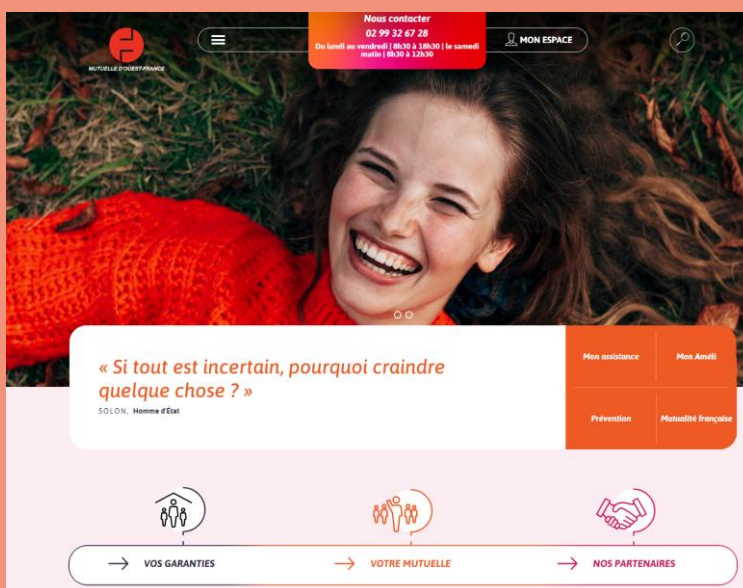 Nous contacter
02 99 32 67 28
Du lundi au vendredi | 8h30 à 18h30 | le samedi
matin | 8h30 à 12h30
MON ESPACE
MUTUELLE D'OUEST-FRANCE
« Si tout est incertain, pourquoi craindre
quelque chose ? »
SOLON, Homme d'État
Mon assistance
Mon Améli
Prévention
Mutualité française
VOS GARANTIES
VOTRE MUTUELLE
NOS PARTENAIRES